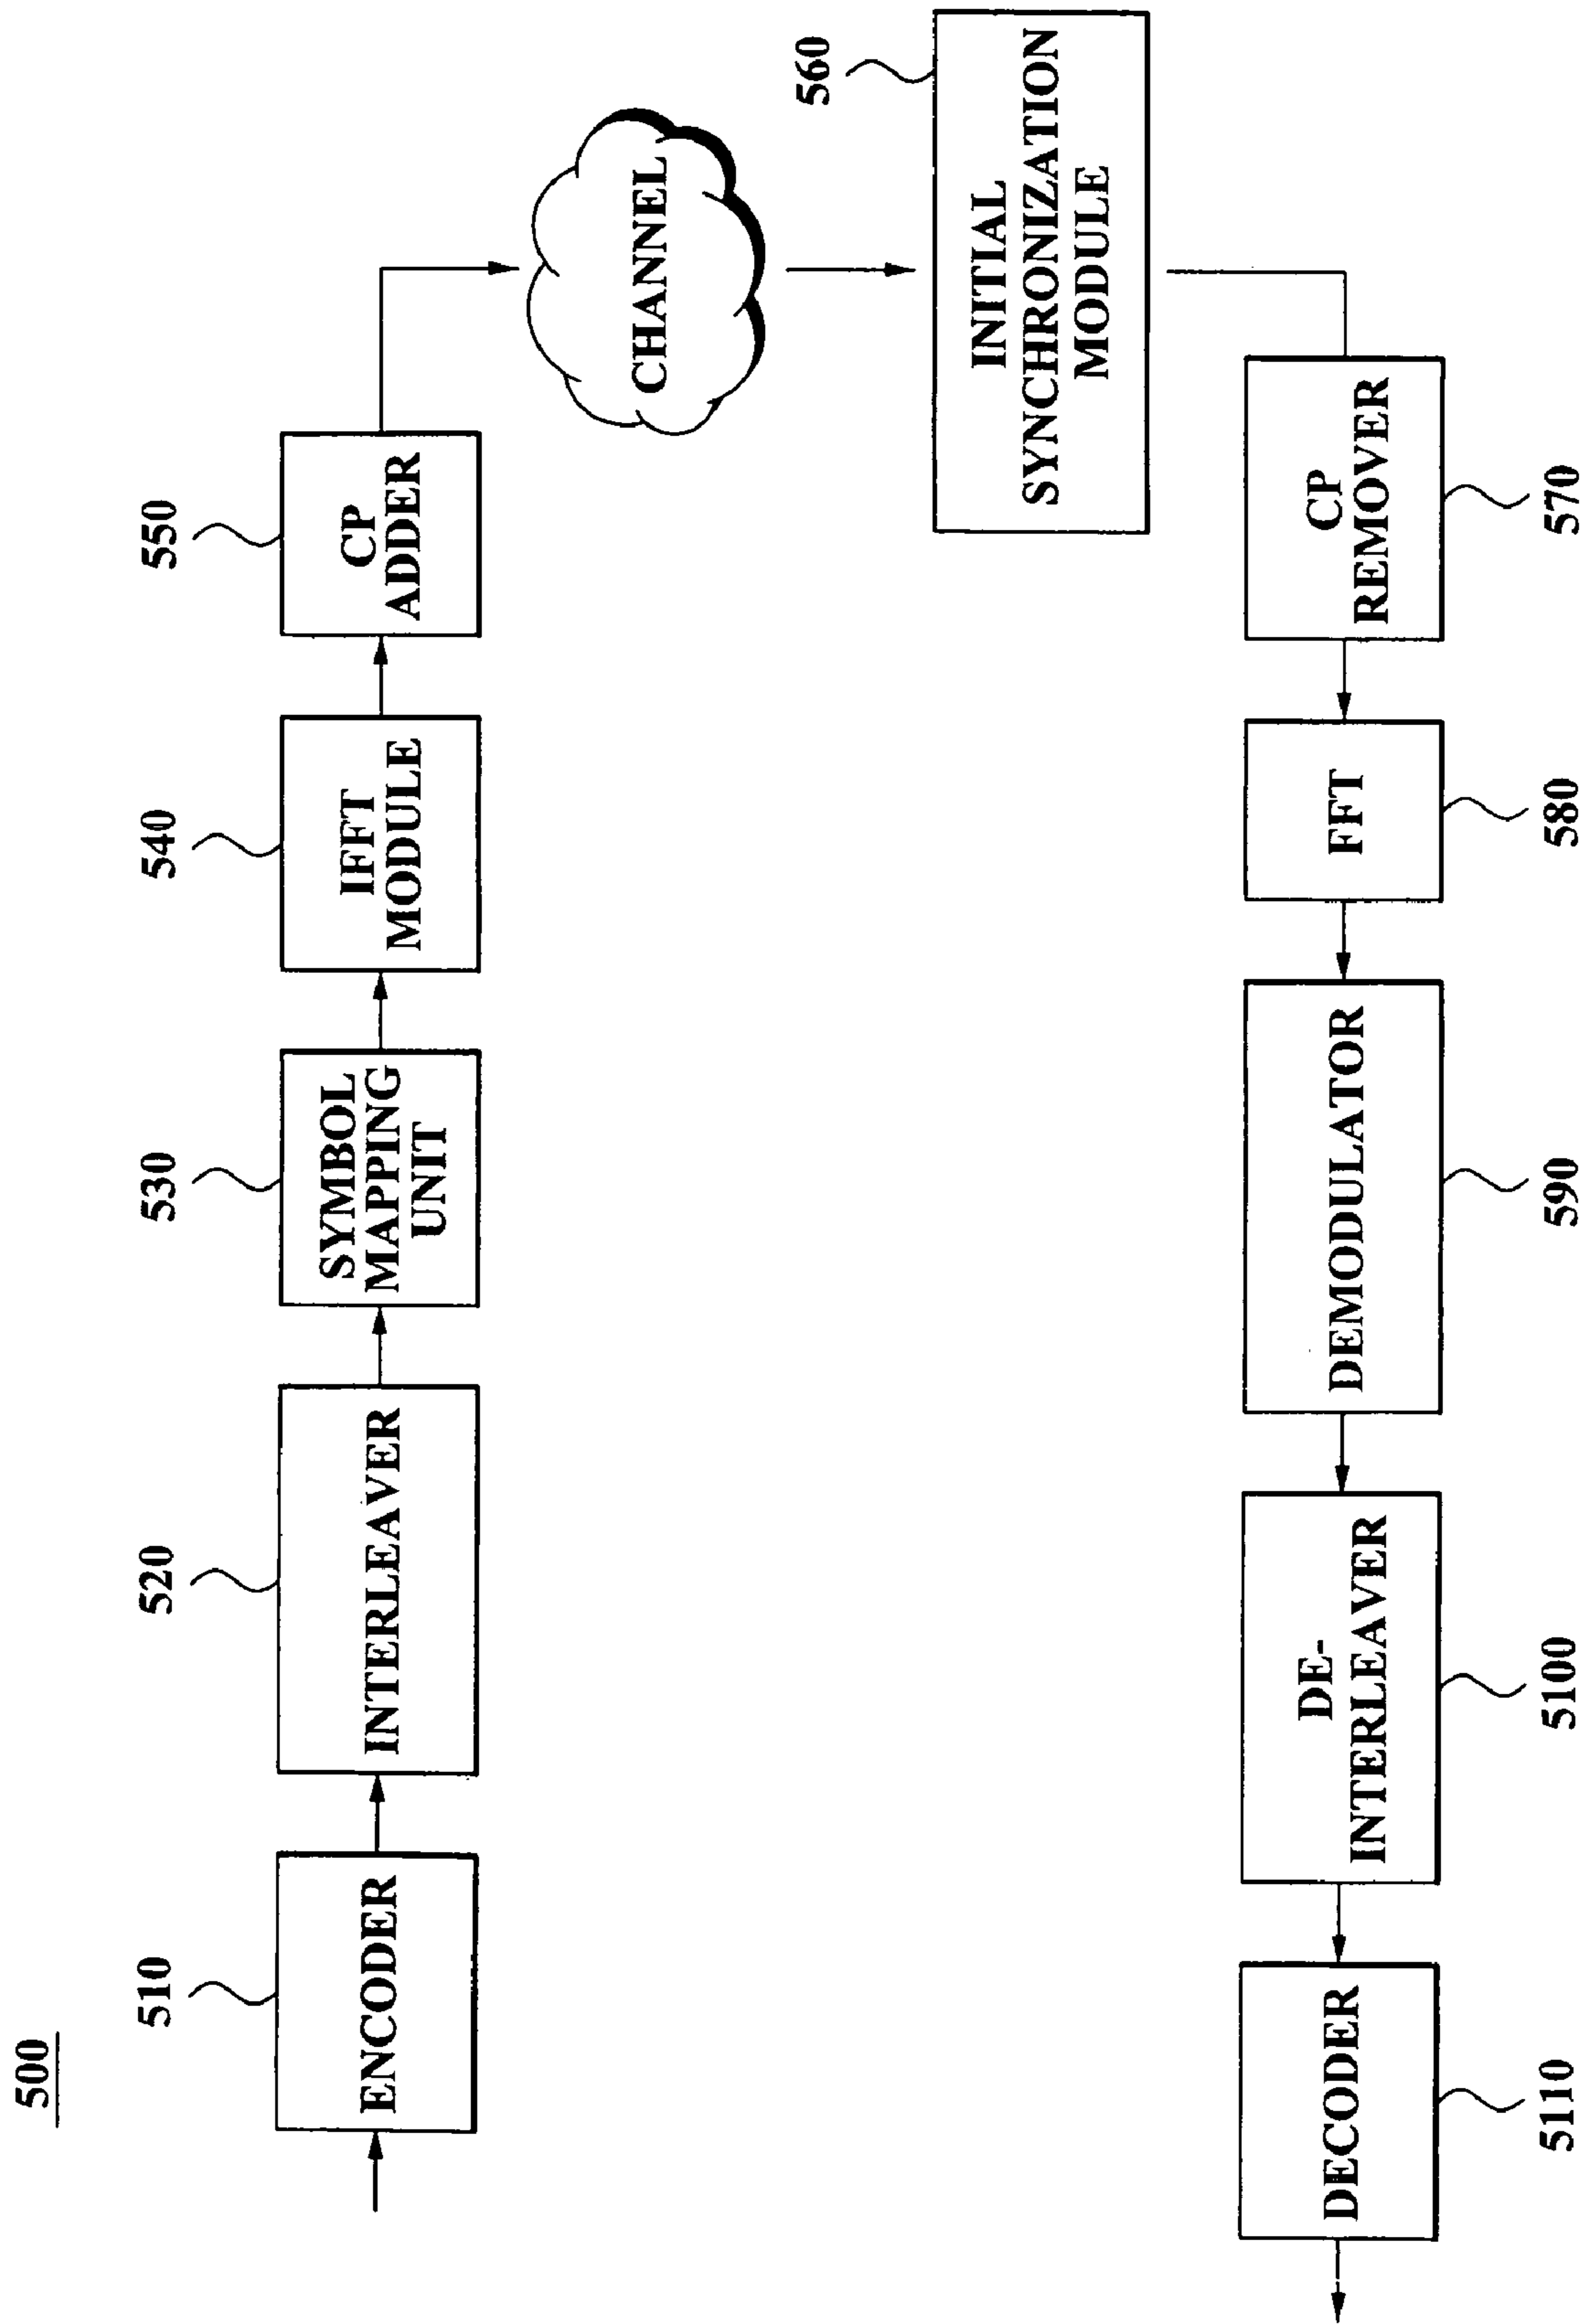 500
510
ENCODER
520
INTERLEAVER
530
SYMBOL
MAPPING
UNIT
540
IFFT
MODULE
550
CP
ADDER
CHANNEL
560
INITIAL
SYNCHRONIZATION
MODULE
CP
REMOVER
570
FFT
580
DEMODULATOR
590
DE-
INTERLEAVER
5100
DECODER
5110